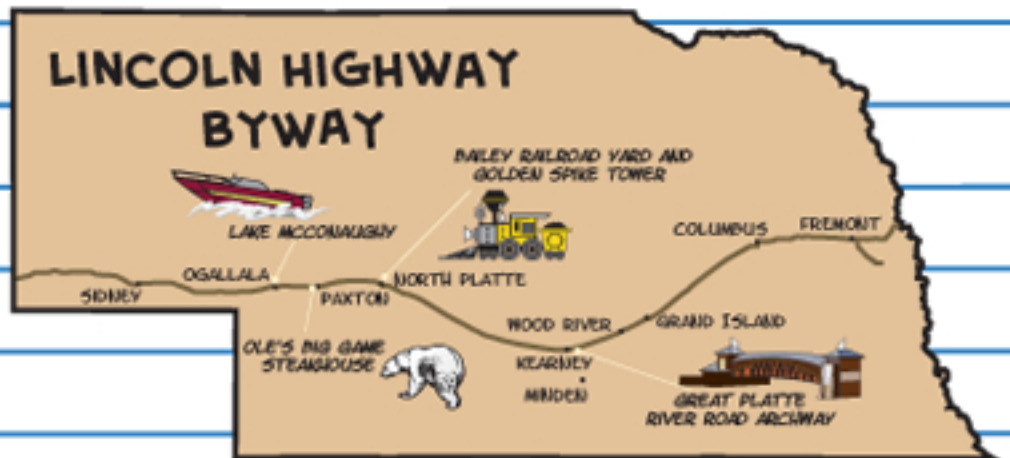 LINCOLN HIGHWAY
BYWAY
BAILEY RAILROAD YARD AND
GOLDEN SPIKE TOWER
LAKE MCCONAUGHY
COLUMBUS
FREMONT
OGALLALA
NORTH PLATTE
SIDNEY
PAXTON
WOOD RIVER
GRAND ISLAND
OLE'S BIG GAME
STEAKHOUSE
KEARNEY
MINDEN
GREAT PLATTE
RIVER ROAD ARCHWAY